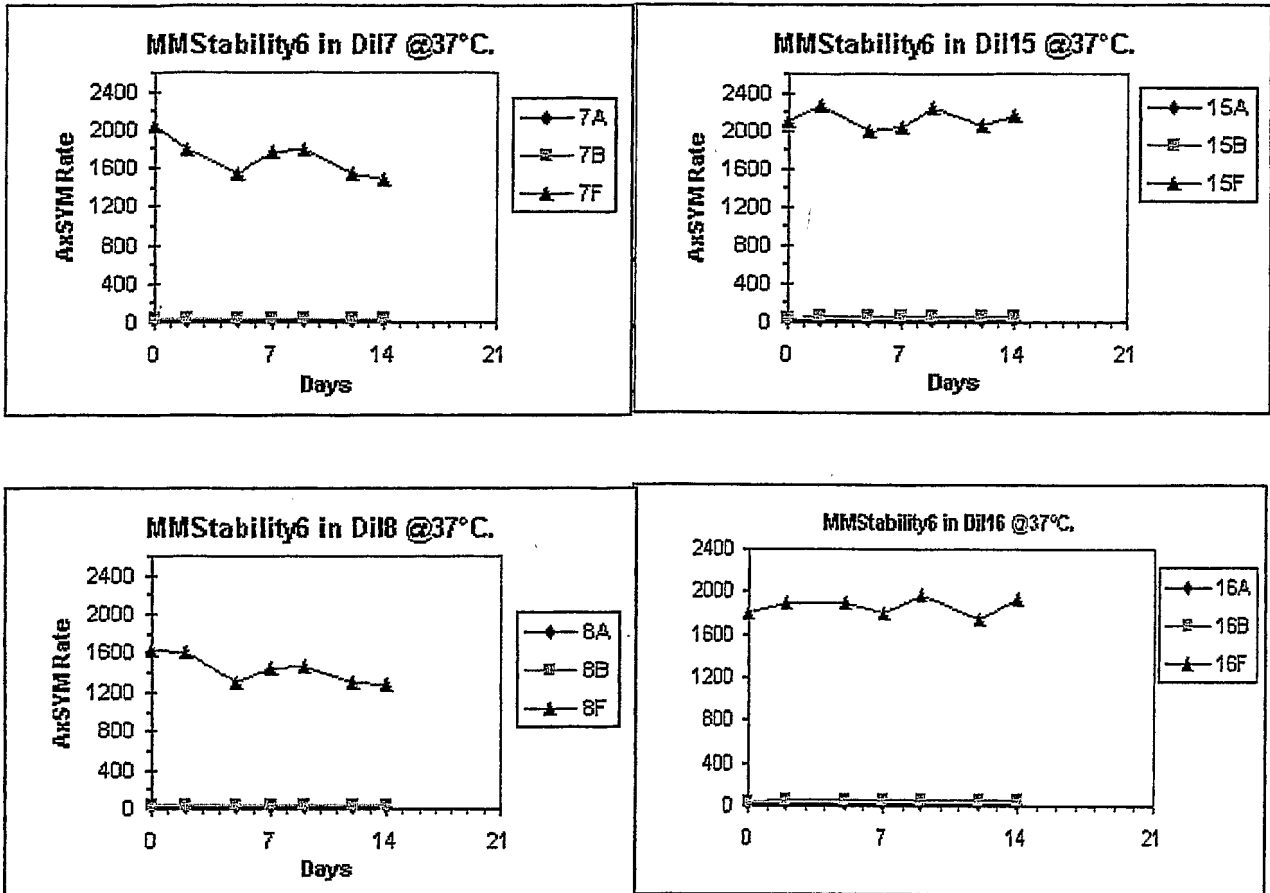 MMStability6 in Dil7 @37°C.
AxSYM Rate
2400
2000
1600
1200
800
400
0
0 7 14 21
Days
7A
7B
7F
MMStability6 in Dil15 @37°C.
AxSYM Rate
2400
2000
1600
1200
800
400
0
0 7 14 21
Days
15A
15B
15F
MMStability6 in Dil8 @37°C.
AxSYM Rate
2400
2000
1600
1200
800
400
0
0 7 14 21
Days
8A
8B
8F
MMStability6 in Dil16 @37°C.
2400
2000
1600
1200
800
400
0
0 7 14 21
16A
16B
16F